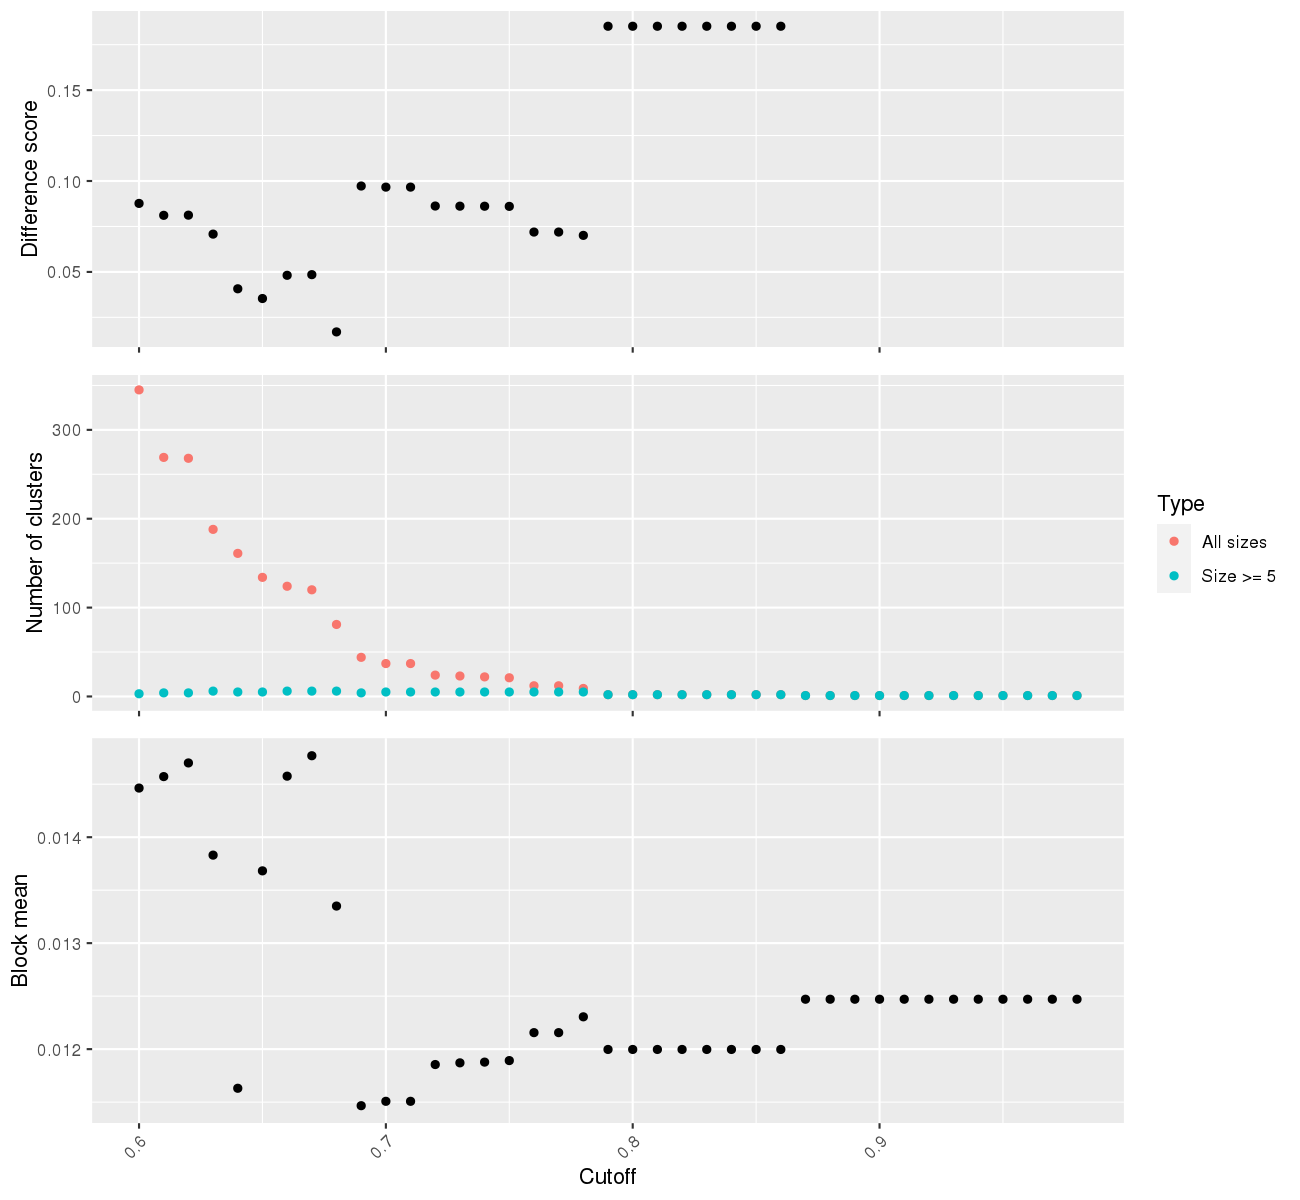 Difference score
0.15
0.10
0.05
Number of clusters
300
200
100
0
Type
All sizes
Size >= 5
Block mean
0.014
0.013
0.012
0.6
0.7
0.8
0.9
Cutoff